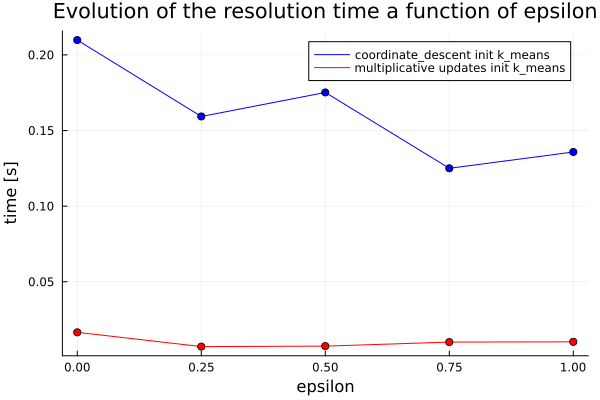 Evolution of the resolution time a function of epsilon
coordinate_descent init k_means
multiplicative updates init k_means
time [s]
0.20
0.15
0.10
0.05
0.00 0.25 0.50 0.75 1.00
epsilon